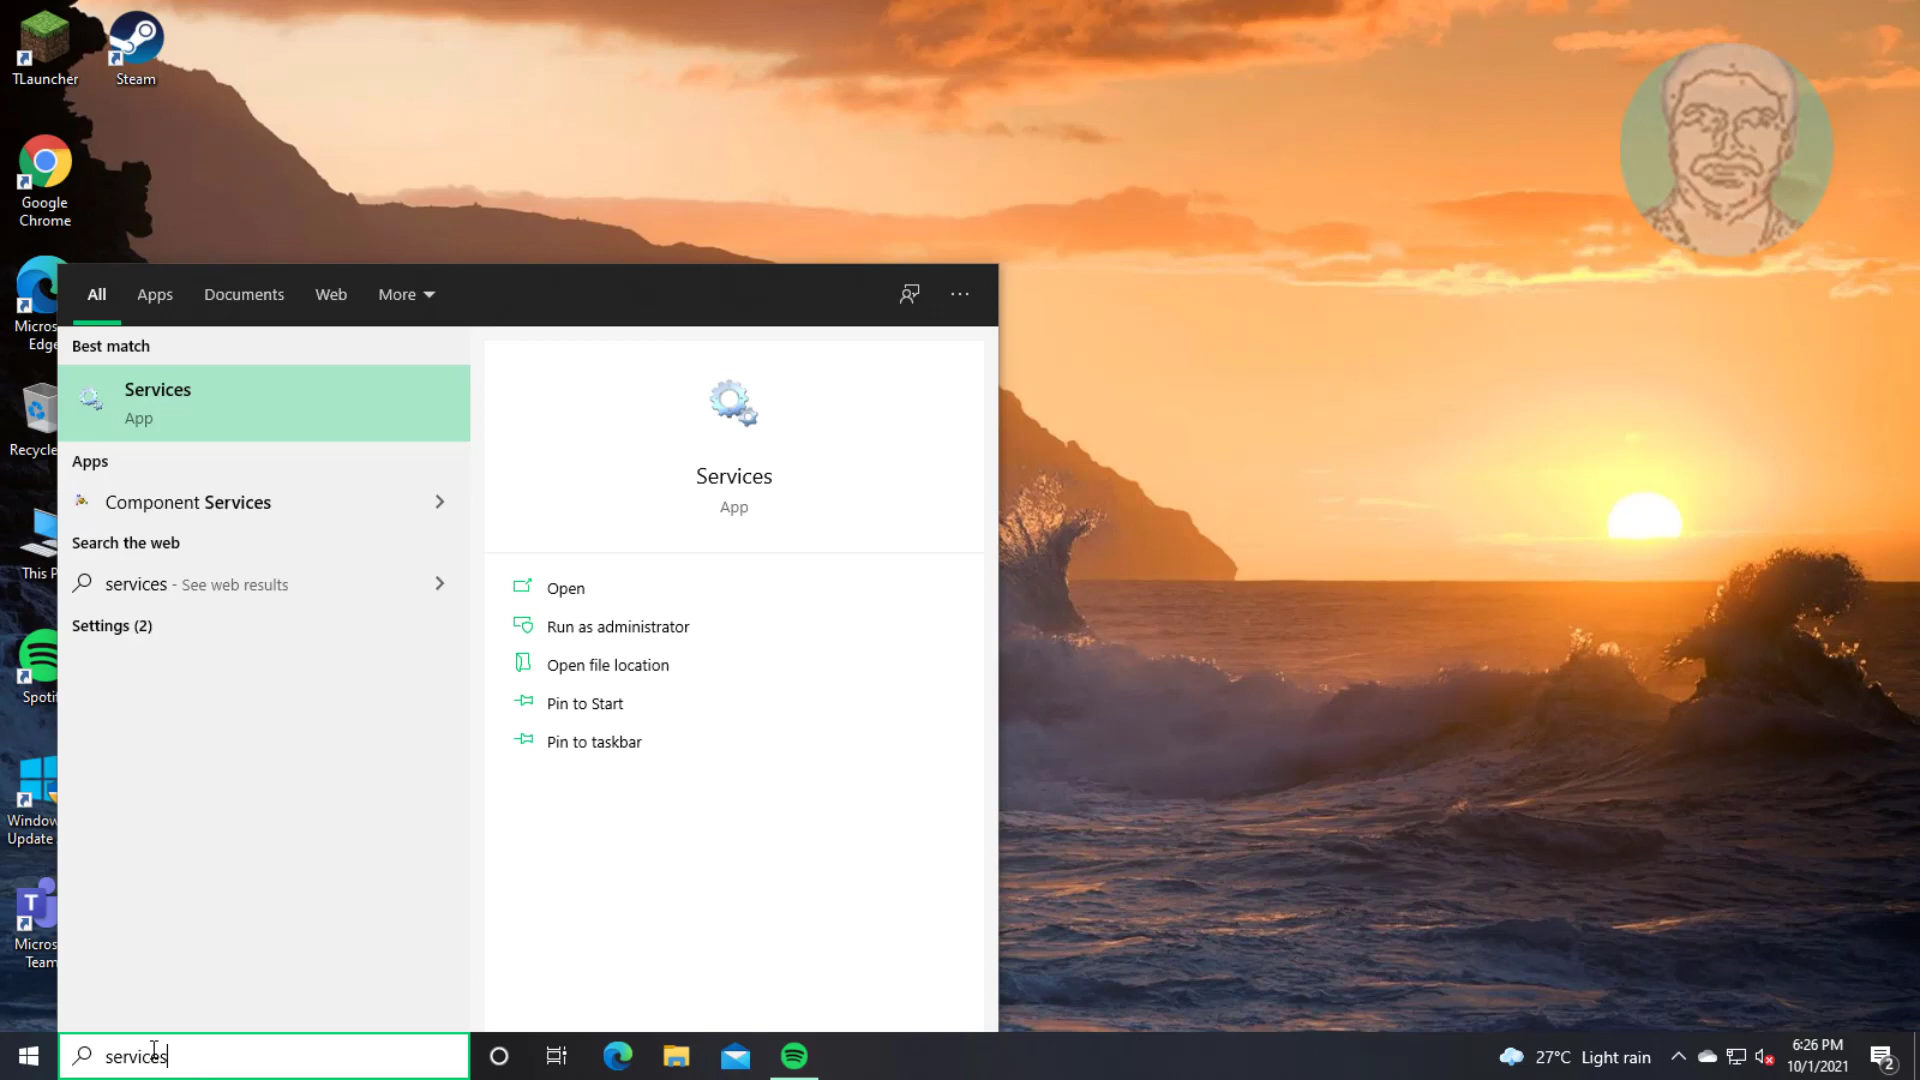 TLauncher
Steam
Google
Chrome
Micros
Edge
Recycle
This P
Spotif
Window
Update
Micros
Team
All
Apps
Documents
Web
More
Best match
Services
App
Apps
Component Services
Search the web
services - See web results
Settings (2)
Services
App
Open
Run as administrator
Open file location
Pin to Start
Pin to taskbar
services
27°C Light rain
6:26 PM
10/1/2021
2
T